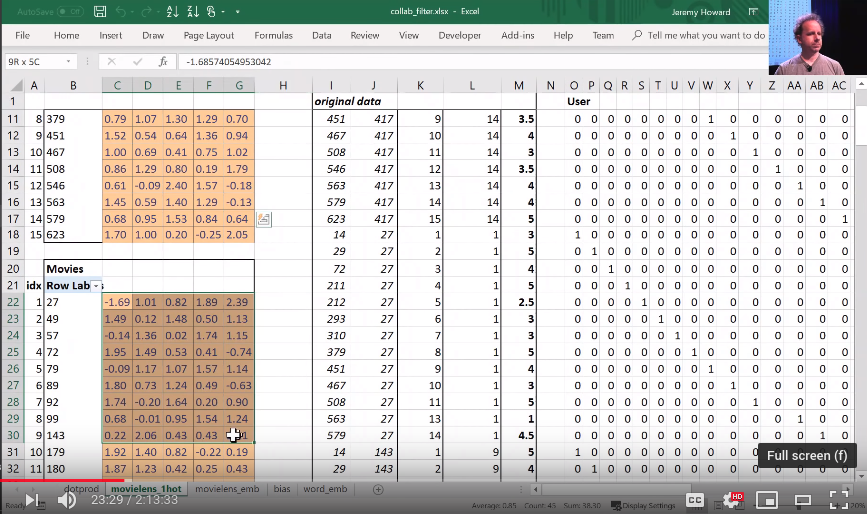 AutoSave Off collab_filter.xlsx - Excel Jeremy Howard
File Home Insert Draw Page Layout Formulas Data Review View Developer Add-ins Help Team Tell me what you want to do
9R x 5C fx -1.68574054953042
A B C D E F G H I J K L M N O P Q R S T U V W X Y Z AA AB AC
1 original data User
11 8 379 0.79 1.07 1.30 1.29 0.70 451 417 9 14 3.5 0 0 0 0 0 0 0 0 1 0 0 0 0 0 0
12 9 451 1.52 0.54 0.64 1.36 0.94 467 417 10 14 4 0 0 0 0 0 0 0 0 0 1 0 0 0 0 0
13 10 467 1.00 0.69 0.41 0.75 1.02 508 417 11 14 3 0 0 0 0 0 0 0 0 0 0 1 0 0 0 0
14 11 508 0.86 1.29 0.80 0.19 1.79 546 417 12 14 3.5 0 0 0 0 0 0 0 0 0 0 0 1 0 0 0
15 12 546 0.61 -0.09 2.40 1.57 -0.18 563 417 13 14 4 0 0 0 0 0 0 0 0 0 0 0 0 1 0 0
16 13 563 1.45 0.59 1.40 1.29 -0.13 579 417 14 14 4 0 0 0 0 0 0 0 0 0 0 0 0 0 1 0
17 14 579 0.68 0.95 1.53 0.84 0.64 623 417 15 14 5 0 0 0 0 0 0 0 0 0 0 0 0 0 0 1
18 15 623 1.70 1.00 0.20 -0.25 2.05 14 27 1 1 3 1 0 0 0 0 0 0 0 0 0 0 0 0 0 0
19 29 27 2 1 5 0 1 0 0 0 0 0 0 0 0 0 0 0 0 0
20 Movies 72 27 3 1 4 0 0 1 0 0 0 0 0 0 0 0 0 0 0 0
21 idx Row Labels 211 27 4 1 5 0 0 0 1 0 0 0 0 0 0 0 0 0 0 0
22 1 27 -1.69 1.01 0.82 1.89 2.39 212 27 5 1 2.5 0 0 0 0 1 0 0 0 0 0 0 0 0 0 0
23 2 49 1.49 0.12 1.48 0.50 1.13 293 27 6 1 3 0 0 0 0 0 1 0 0 0 0 0 0 0 0 0
24 3 57 -0.14 1.36 0.02 1.74 1.15 310 27 7 1 3 0 0 0 0 0 0 1 0 0 0 0 0 0 0 0
25 4 72 1.95 1.49 0.53 0.41 -0.74 379 27 8 1 5 0 0 0 0 0 0 0 1 0 0 0 0 0 0 0
26 5 79 -0.09 1.17 1.07 1.57 1.14 451 27 9 1 4 0 0 0 0 0 0 0 0 1 0 0 0 0 0 0
27 6 89 1.80 0.73 1.24 0.49 -0.63 467 27 10 1 3 0 0 0 0 0 0 0 0 0 1 0 0 0 0 0
28 7 92 1.74 -0.20 1.64 0.20 0.90 508 27 11 1 5 0 0 0 0 0 0 0 0 0 0 1 0 0 0 0
29 8 99 0.68 -0.01 0.95 1.54 1.24 563 27 13 1 1 0 0 0 0 0 0 0 0 0 0 0 0 1 0 0
30 9 143 0.22 2.06 0.43 0.43 579 27 14 1 4.5 0 0 0 0 0 0 0 0 0 0 0 0 0 1 0
31 10 179 1.92 1.40 0.82 -0.22 0.19 14 143 1 9 5 1 0 0 0 0
32 11 180 1.87 1.23 0.42 0.25 0.43 29 143 2 9 4 0 1 0 0 0
Full screen (f)
dotprod movielens_1hot movielens_emb bias word_emb
23:29 / 2:13:33 CC HD
Ready Average: 0.85 Count: 45 Sum: 38.30 Display Settings